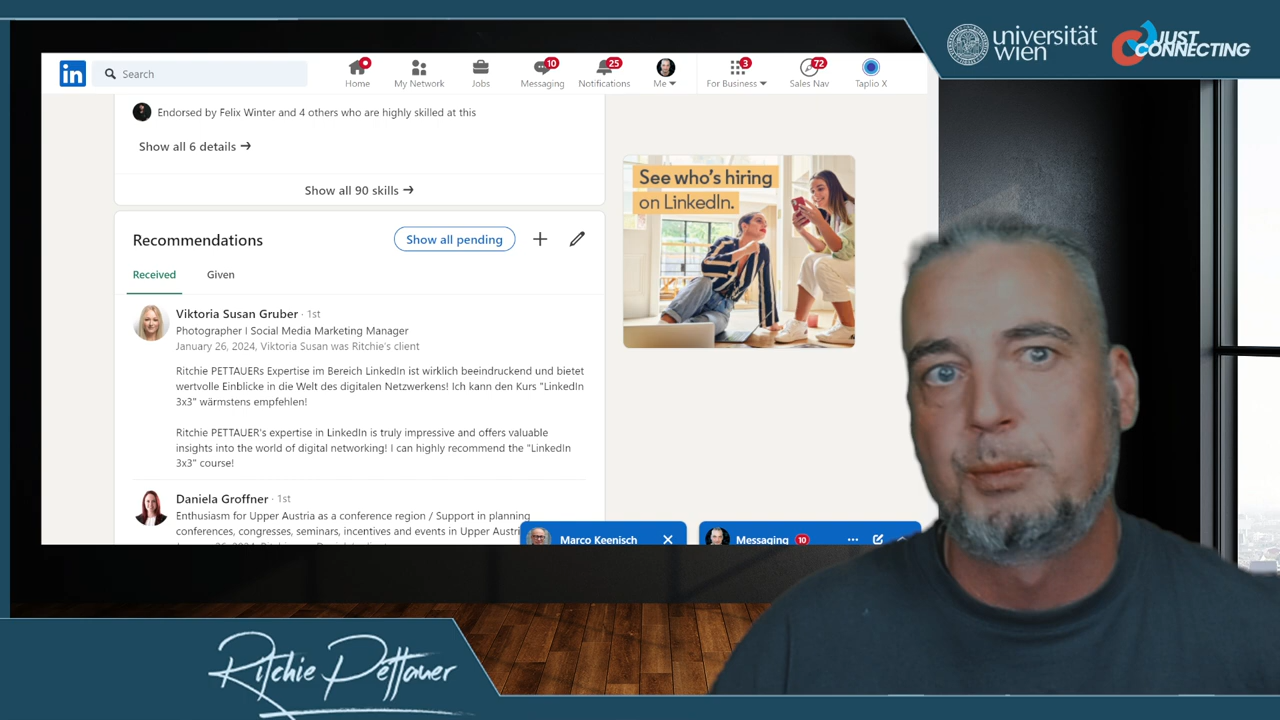 universität
wien
JUST
CONNECTING
in
Search
Home
My Network
Jobs
10
Messaging
25
Notifications
Me
3
For Business
72
Sales Nav
Taplio X
Endorsed by Felix Winter and 4 others who are highly skilled at this
Show all 6 details →
Show all 90 skills →
See who's hiring
on LinkedIn.
Recommendations
Show all pending
Received
Given
Viktoria Susan Gruber · 1st
Photographer I Social Media Marketing Manager
January 26, 2024, Viktoria Susan was Ritchie's client
Ritchie PETTAUERs Expertise im Bereich LinkedIn ist wirklich beeindruckend und bietet
wertvolle Einblicke in die Welt des digitalen Netzwerkens! Ich kann den Kurs "LinkedIn
3x3" wärmstens empfehlen!
Ritchie PETTAUER's expertise in LinkedIn is truly impressive and offers valuable
insights into the world of digital networking! I can highly recommend the "LinkedIn
3x3" course!
Daniela Groffner · 1st
Enthusiasm for Upper Austria as a conference region / Support in planning
conferences, congresses, seminars, incentives and events in Upper Austri
Marco Keenisch
Messaging 10
Ritchie Pettauer